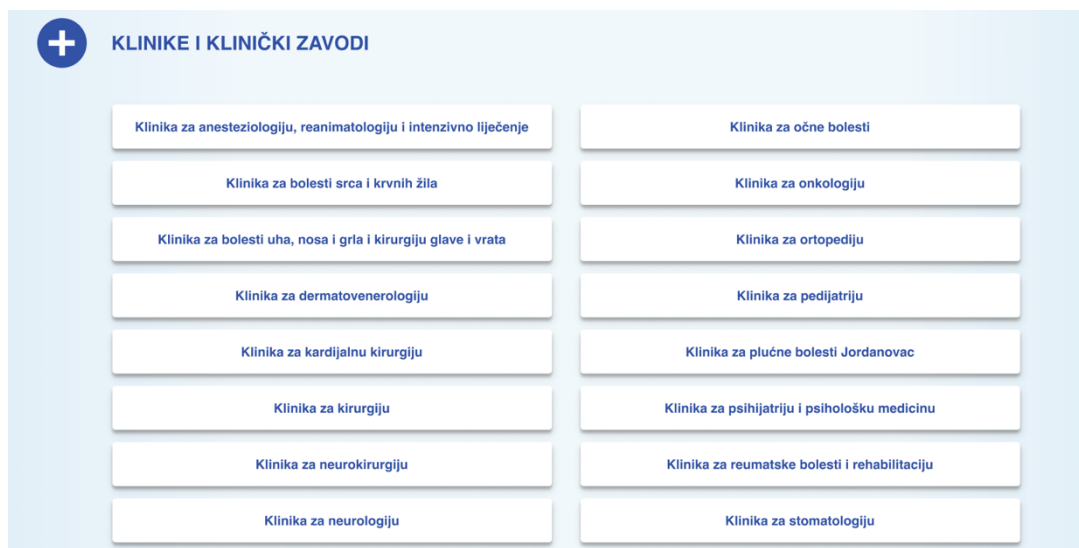 KLINIKE I KLINIČKI ZAVODI
Klinika za anesteziologiju, reanimatologiju i intenzivno liječenje
Klinika za očne bolesti
Klinika za bolesti srca i krvnih žila
Klinika za onkologiju
Klinika za bolesti uha, nosa i grla i kirurgiju glave i vrata
Klinika za ortopediju
Klinika za dermatovenerologiju
Klinika za pedijatriju
Klinika za kardijalnu kirurgiju
Klinika za plućne bolesti Jordanovac
Klinika za kirurgiju
Klinika za psihijatriju i psihološku medicinu
Klinika za neurokirurgiju
Klinika za reumatske bolesti i rehabilitaciju
Klinika za neurologiju
Klinika za stomatologiju